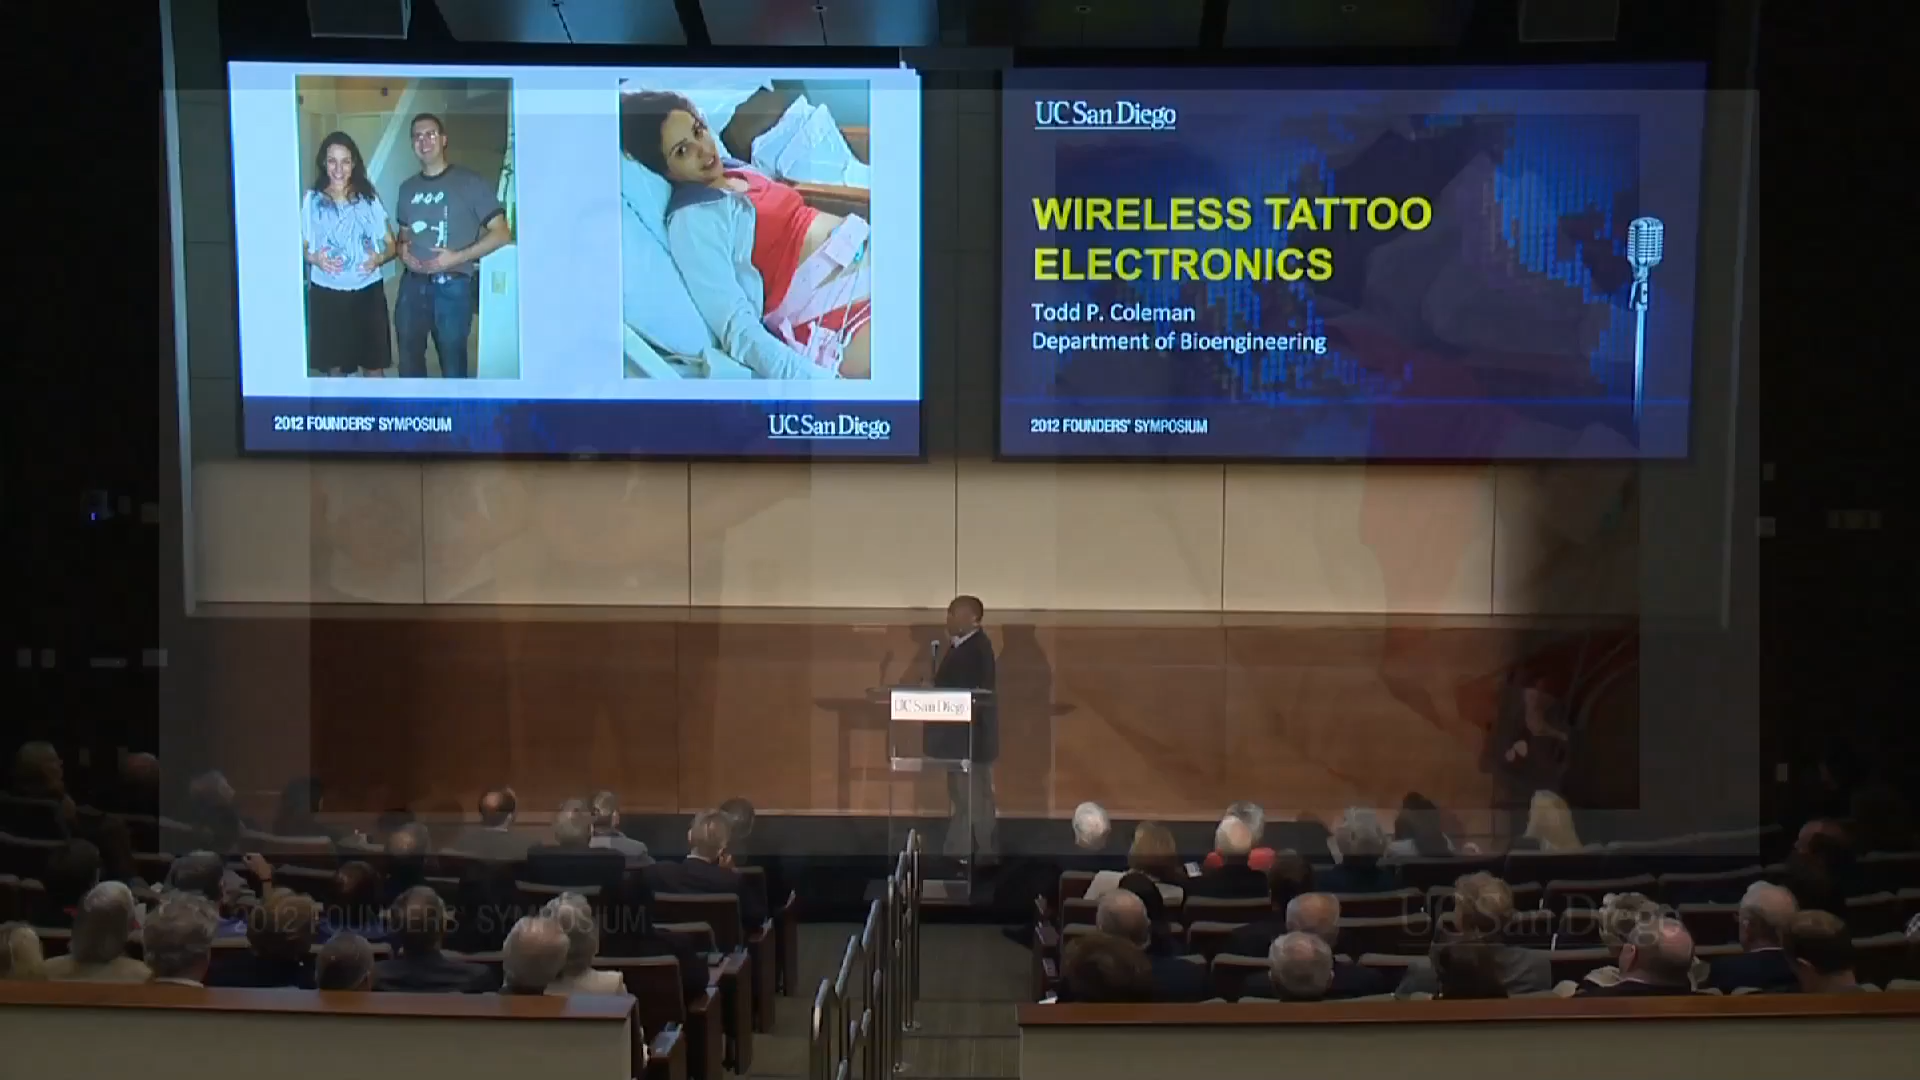 2012 FOUNDERS' SYMPOSIUM
UC San Diego
UC San Diego
WIRELESS TATTOO
ELECTRONICS
Todd P. Coleman
Department of Bioengineering
2012 FOUNDERS' SYMPOSIUM
UC San Diego
2012 FOUNDERS' SYMPOSIUM
UC San Diego